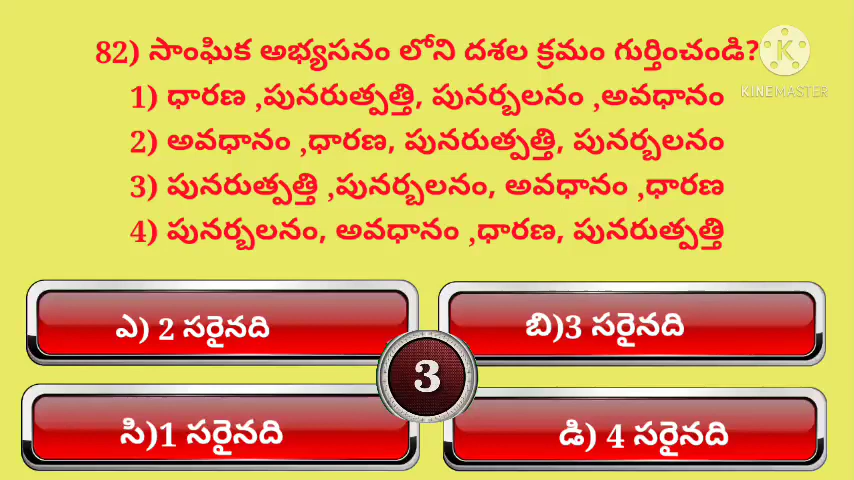 82) సాంఘిక అభ్యసనం లోని దశల క్రమం గుర్తించండి?
1) ధారణ ,పునరుత్పత్తి, పునర్బలనం ,అవధానం
2) అవధానం ,ధారణ, పునరుత్పత్తి, పునర్బలనం
3) పునరుత్పత్తి ,పునర్బలనం, అవధానం ,ధారణ
4) పునర్బలనం, అవధానం ,ధారణ, పునరుత్పత్తి
ఎ) 2 సరైనది
బి)3 సరైనది
3
సి)1 సరైనది
డి) 4 సరైనది
K
KINEMASTER